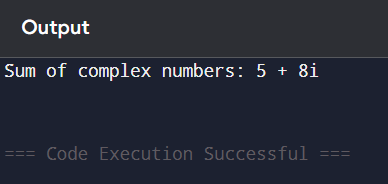 Output
Sum of complex numbers: 5 + 8i
=== Code Execution Successful ===